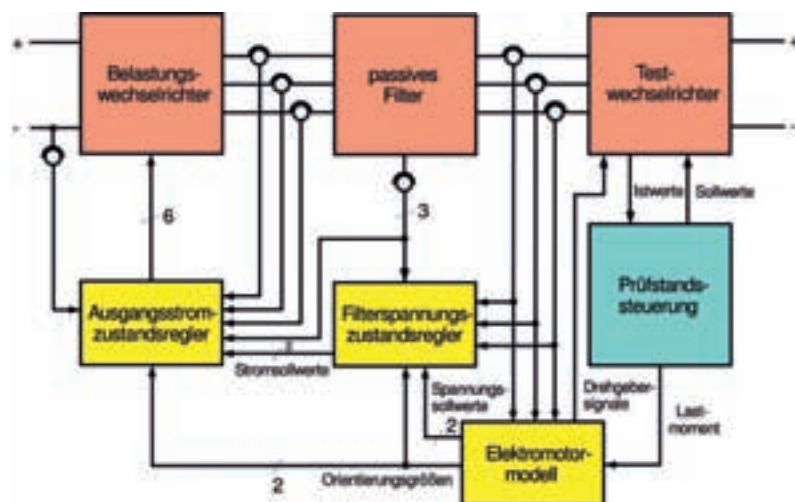 +
+
Belastungs-
wechselrichter
passives
Filter
Test-
wechselrichter
-
-
Istwerte
Sollwerte
6
3
Ausgangsstrom-
zustandsregler
Filterspannungs-
zustandsregler
Prüfstands-
steuerung
Stromsollwerte
Spannungs-
sollwerte
Drehgeber-
signale
Last-
moment
2
Elektromotor-
modell
2
Orientierungsgrößen